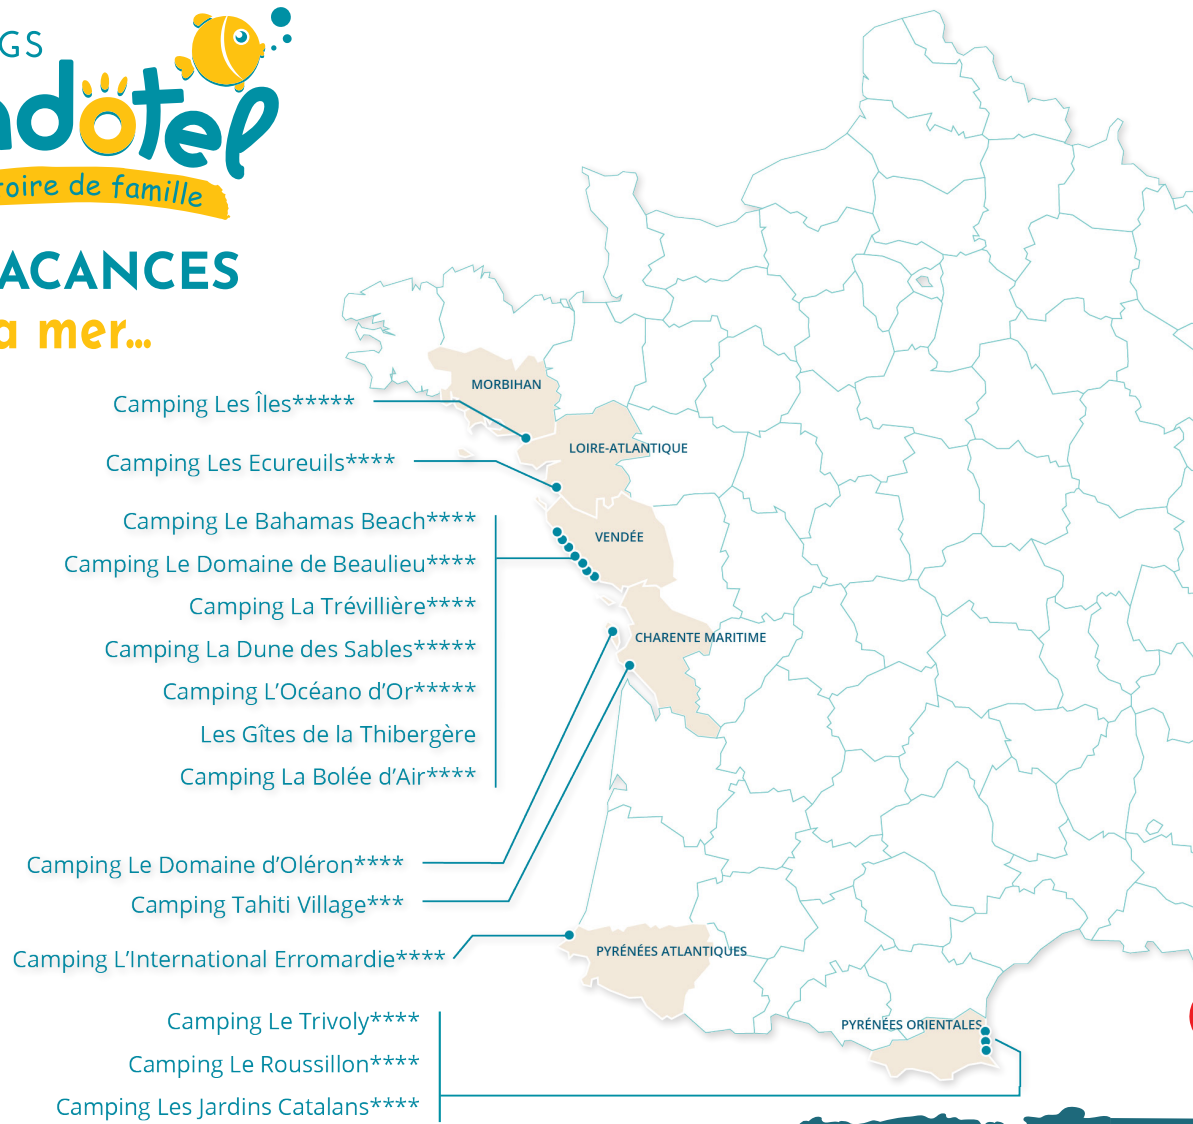 GS
ndotel
toire de famille
ACANCES
a mer...
MORBIHAN
Camping Les Îles*****
LOIRE-ATLANTIQUE
Camping Les Ecureuils****
Camping Le Bahamas Beach****
VENDÉE
Camping Le Domaine de Beaulieu****
Camping La Trévillière****
CHARENTE MARITIME
Camping La Dune des Sables*****
Camping L’Océano d’Or*****
Les Gîtes de la Thibergère
Camping La Bolée d’Air****
Camping Le Domaine d’Oléron****
Camping Tahiti Village***
PYRÉNÉES ATLANTIQUES
Camping L’International Erromardie****
Camping Le Trivoly****
PYRÉNÉES ORIENTALES
Camping Le Roussillon****
Camping Les Jardins Catalans****